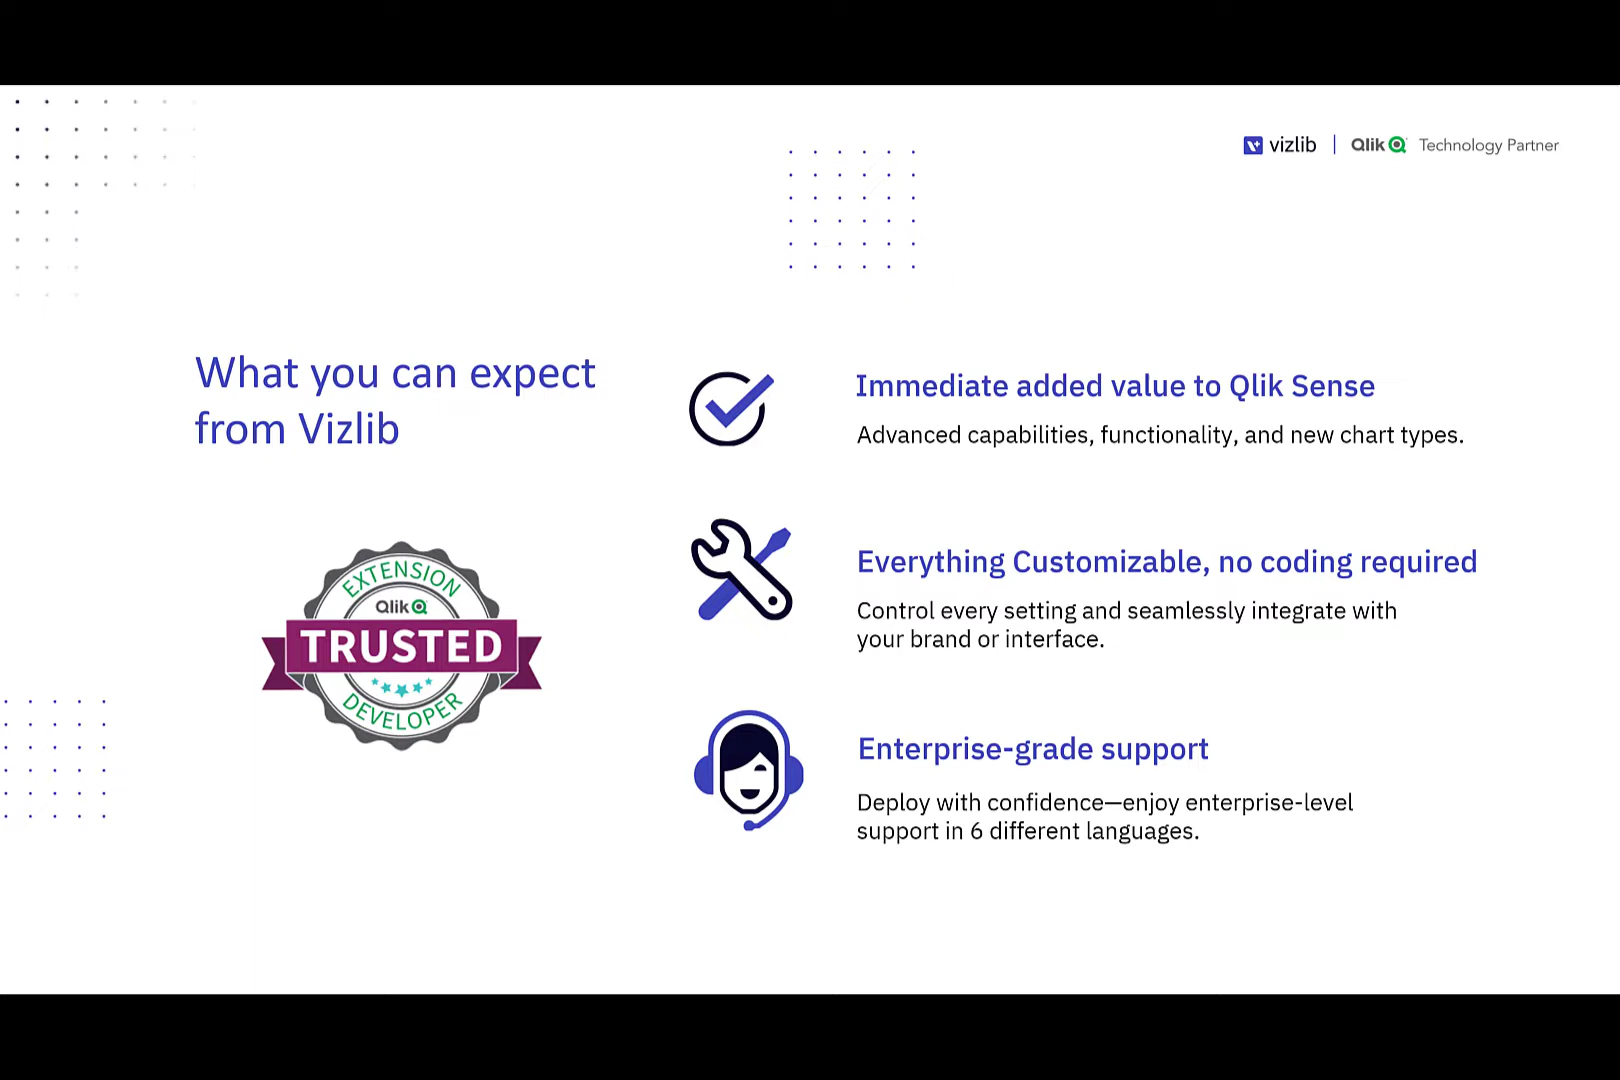 vizlib | Qlik Technology Partner
What you can expect
from Vizlib
EXTENSION
Qlik
TRUSTED
DEVELOPER
Immediate added value to Qlik Sense
Advanced capabilities, functionality, and new chart types.
Everything Customizable, no coding required
Control every setting and seamlessly integrate with
your brand or interface.
Enterprise-grade support
Deploy with confidence—enjoy enterprise-level
support in 6 different languages.